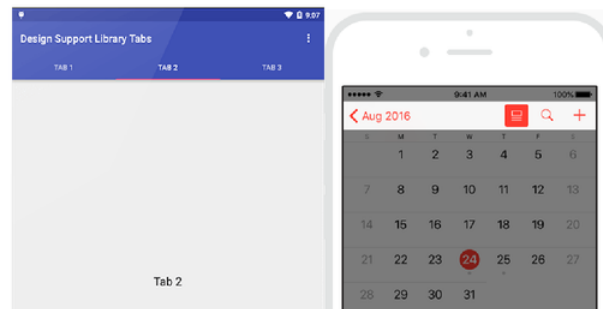 9:07
Design Support Library Tabs
TAB 1 TAB 2 TAB 3
Tab 2
9:41 AM 100%
Aug 2016
S M T W T F S
1 2 3 4 5 6
7 8 9 10 11 12 13
14 15 16 17 18 19 20
21 22 23 24 25 26 27
28 29 30 31